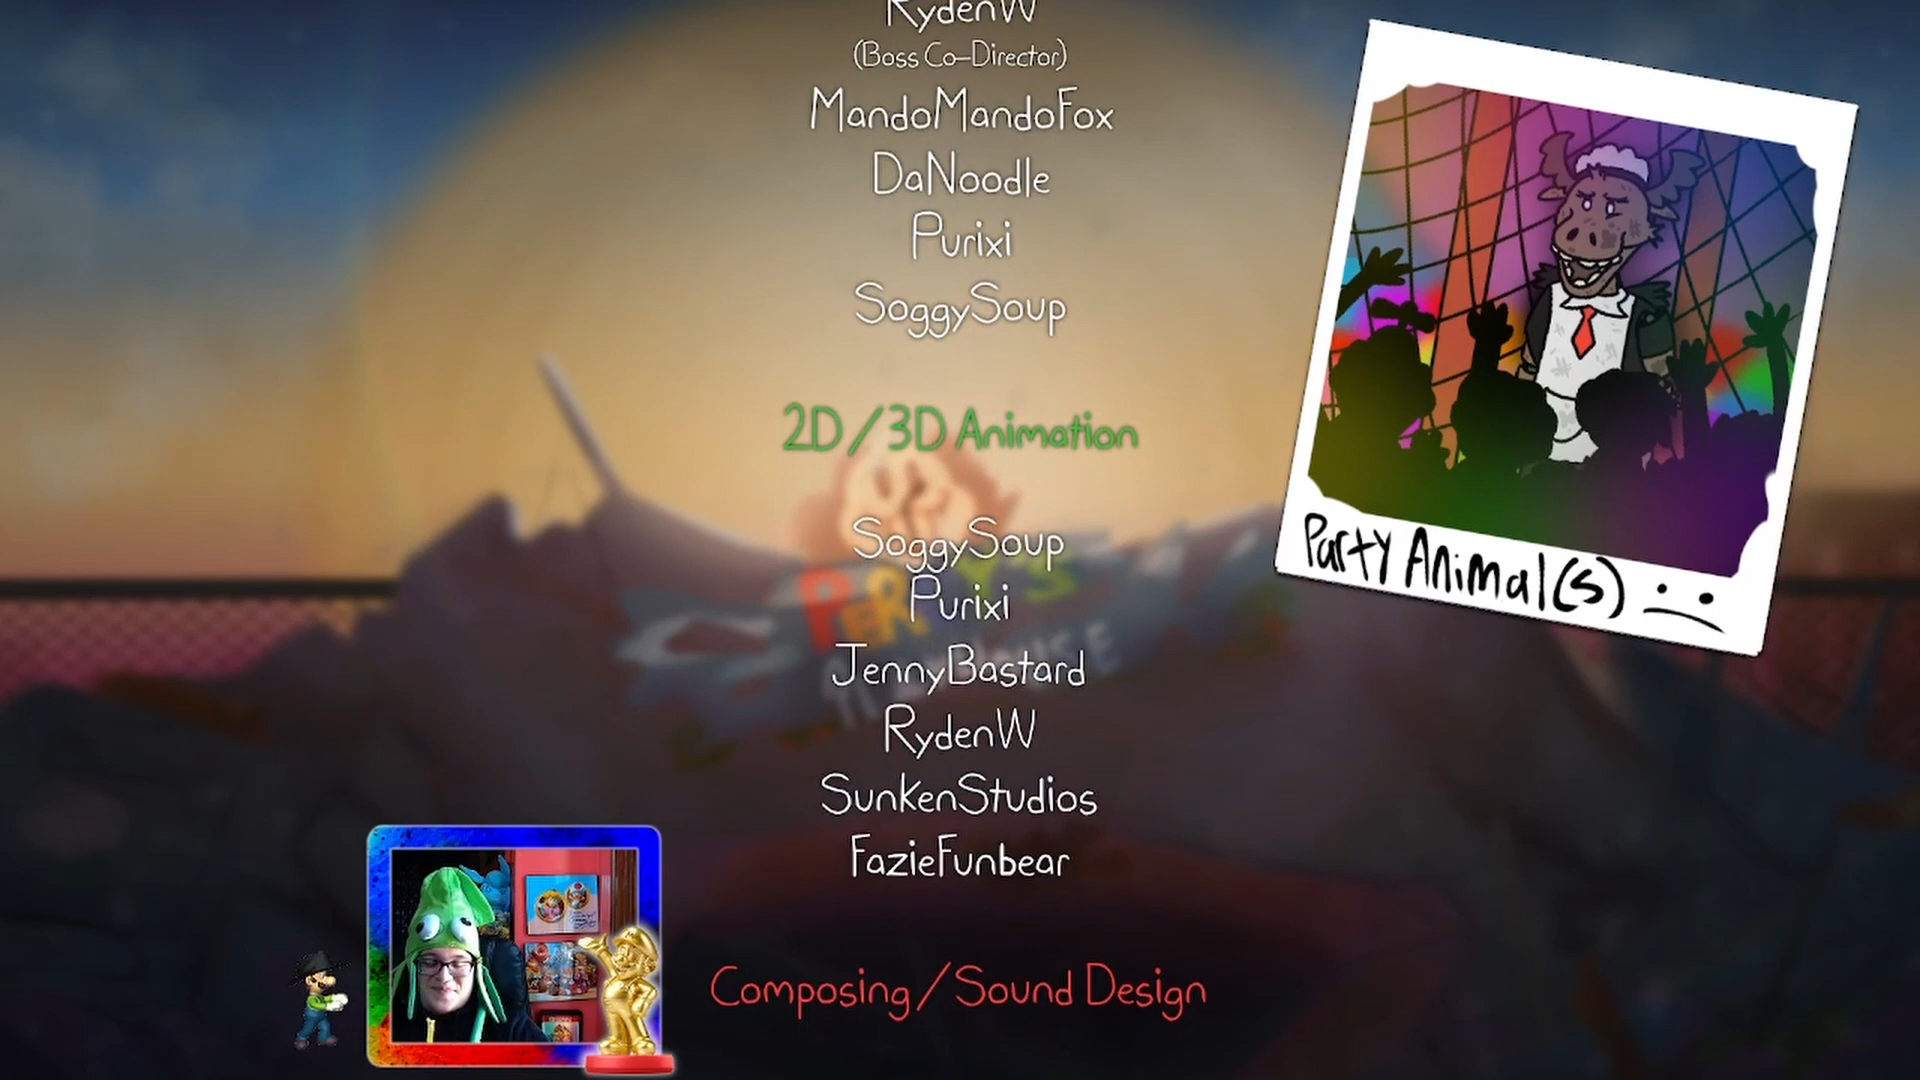 RydenW
(Boss Co-Director)
MandoMandoFox
DaNoodle
Purixi
SoggySoup
2D / 3D Animation
SoggySoup
Purixi
JennyBastard
RydenW
SunkenStudios
FazieFunbear
Composing / Sound Design
Party Animal(s)